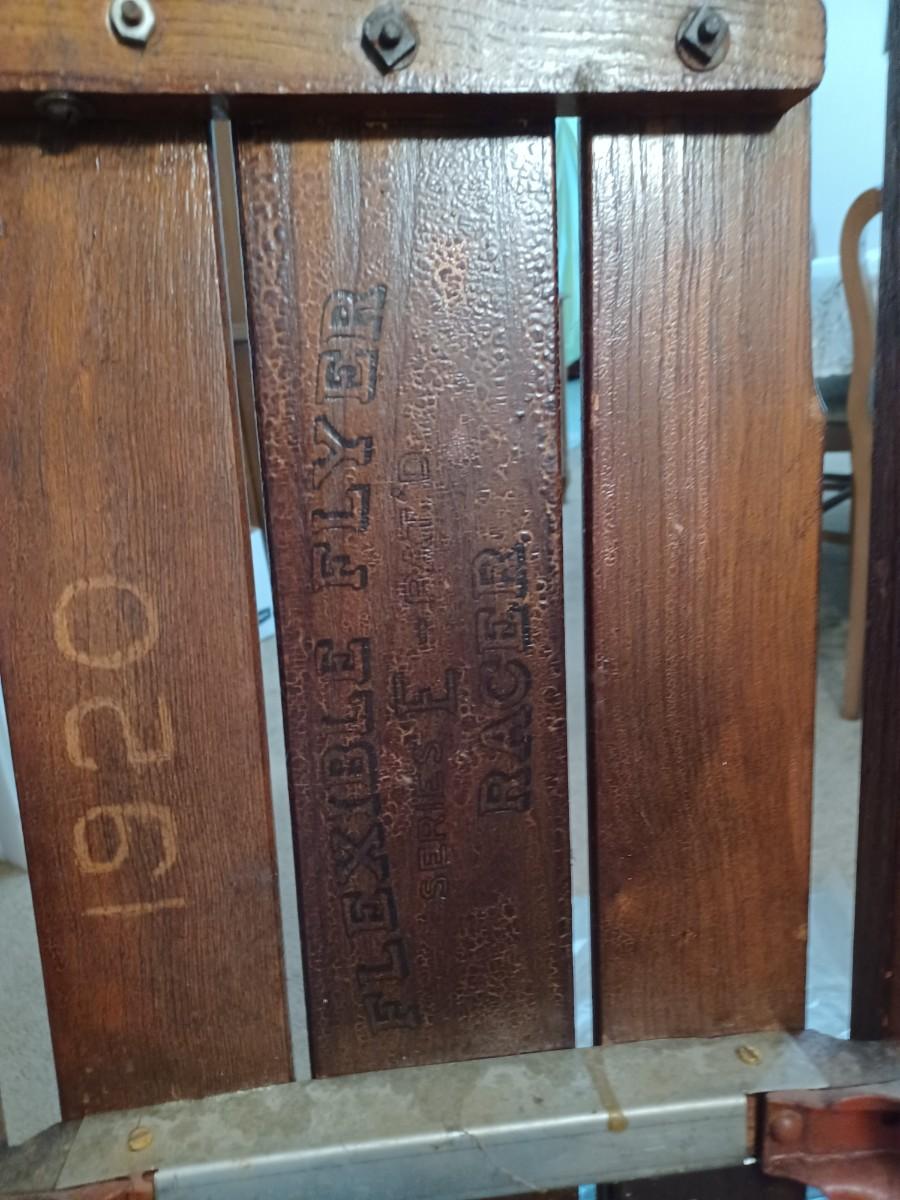 1920
FLEXIBLE FLYER
SERIES E-PAT'D
RACER